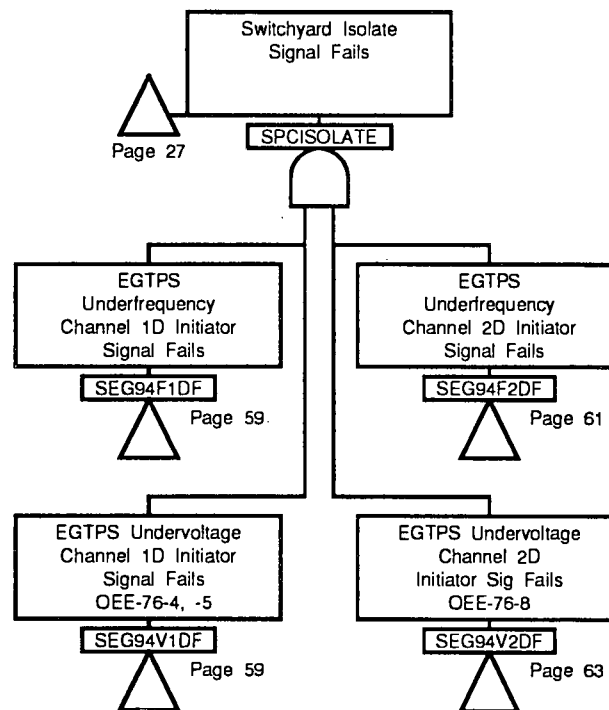 Switchyard Isolate
Signal Fails
Page 27
SPCISOLATE
EGTPS
Underfrequency
Channel 1D Initiator
Signal Fails
SEG94F1DF
Page 59
EGTPS
Underfrequency
Channel 2D Initiator
Signal Fails
SEG94F2DF
Page 61
EGTPS Undervoltage
Channel 1D Initiator
Signal Fails
OEE-76-4, -5
SEG94V1DF
Page 59
EGTPS Undervoltage
Channel 2D
Initiator Sig Fails
OEE-76-8
SEG94V2DF
Page 63